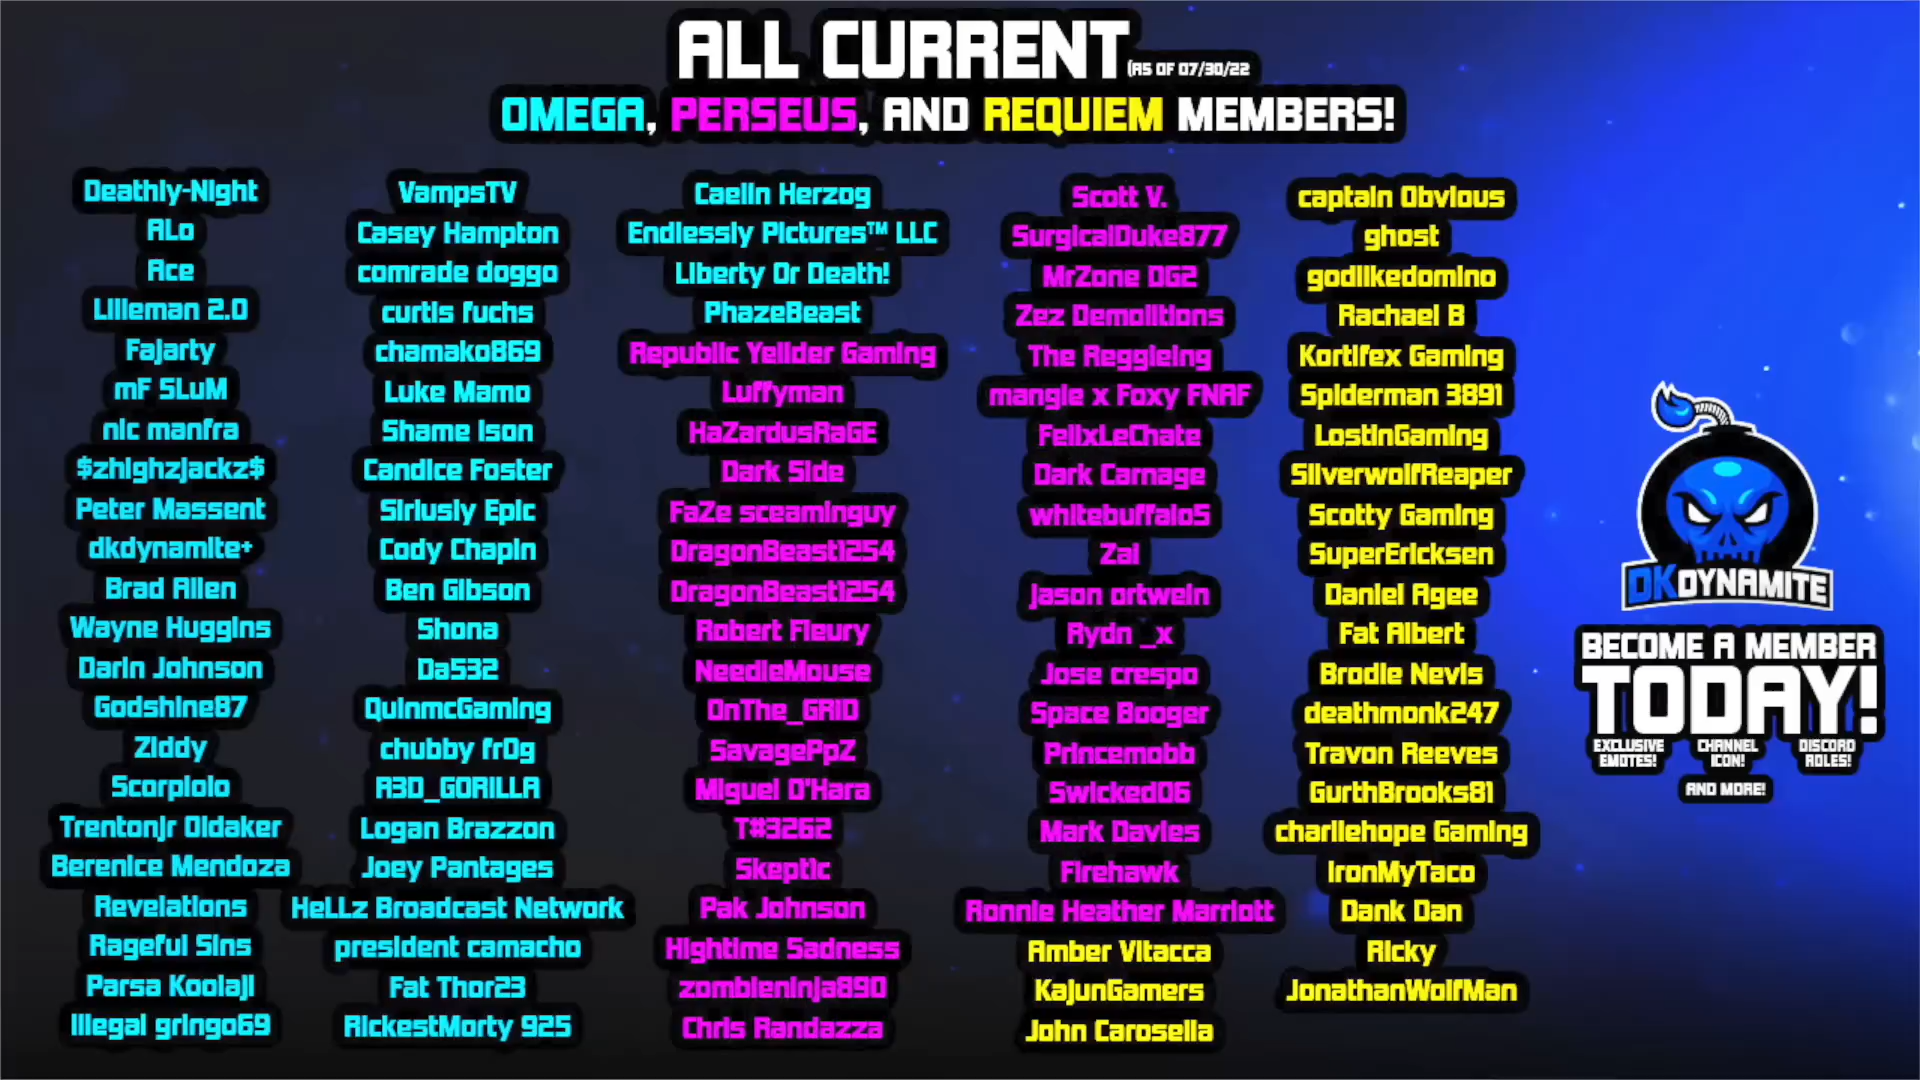 ALL CURRENT (AS OF 07/30/22
OMEGA, PERSEUS, AND REQUIEM MEMBERS!
Deathly-Night
ALo
Ace
Lilleman 2.0
Fajarty
mF SLuM
nic manfra
$zhighzjackz$
Peter Massent
dkdynamite+
Brad Allen
Wayne Huggins
Darin Johnson
Godshine87
Ziddy
Scorpiolo
Trentonjr Oldaker
Berenice Mendoza
Revelations
Rageful Sins
Parsa Koolaji
Illegal gringo69
VampsTV
Casey Hampton
comrade doggo
curtis fuchs
chamako869
Luke Mamo
Shame Ison
Candice Foster
Siriusly Epic
Cody Chapin
Ben Gibson
Shona
Da532
QuinmcGaming
chubby fr0g
A3D_GORILLA
Logan Brazzon
Joey Pantages
HeLLz Broadcast Network
president camacho
Fat Thor23
RickestMorty 925
Caelin Herzog
Endlessly Pictures™ LLC
Liberty Or Death!
PhazeBeast
Republic Yellder Gaming
Luffyman
HaZardusRaGE
Dark Side
FaZe sceaminguy
DragonBeast1254
DragonBeast1254
Robert Fleury
NeedleMouse
OnThe_GRID
SavagePpZ
Miguel O'Hara
T#3262
Skept1c
Pak Johnson
Hightime Sadness
zombieninja890
Chris Randazza
Scott V.
SurgicalDuke877
MrZone DG2
Zez Demolitions
The Reggieing
mangle x Foxy FNAF
FelixLeChate
Dark Carnage
whitebuffalo5
Zai
jason ortwein
Rydn _x
Jose crespo
Space Booger
Princemobb
Swicked06
Mark Davies
Firehawk
Ronnie Heather Marriott
Amber Vitacca
KajunGamers
John Carosella
captain Obvious
ghost
godlikedomino
Rachael B
Kortifex Gaming
Spiderman 3891
LostInGaming
SilverwolfReaper
Scotty Gaming
SuperEricksen
Daniel Agee
Fat Albert
Brodie Nevis
deathmonk247
Travon Reeves
GurthBrooks81
charliehope Gaming
IronMyTaco
Dank Dan
Ricky
JonathanWolfMan
DKDYNAMITE
BECOME A MEMBER
TODAY!
EXCLUSIVE EMOTES!
CHANNEL ICON!
DISCORD ROLES!
AND MORE!